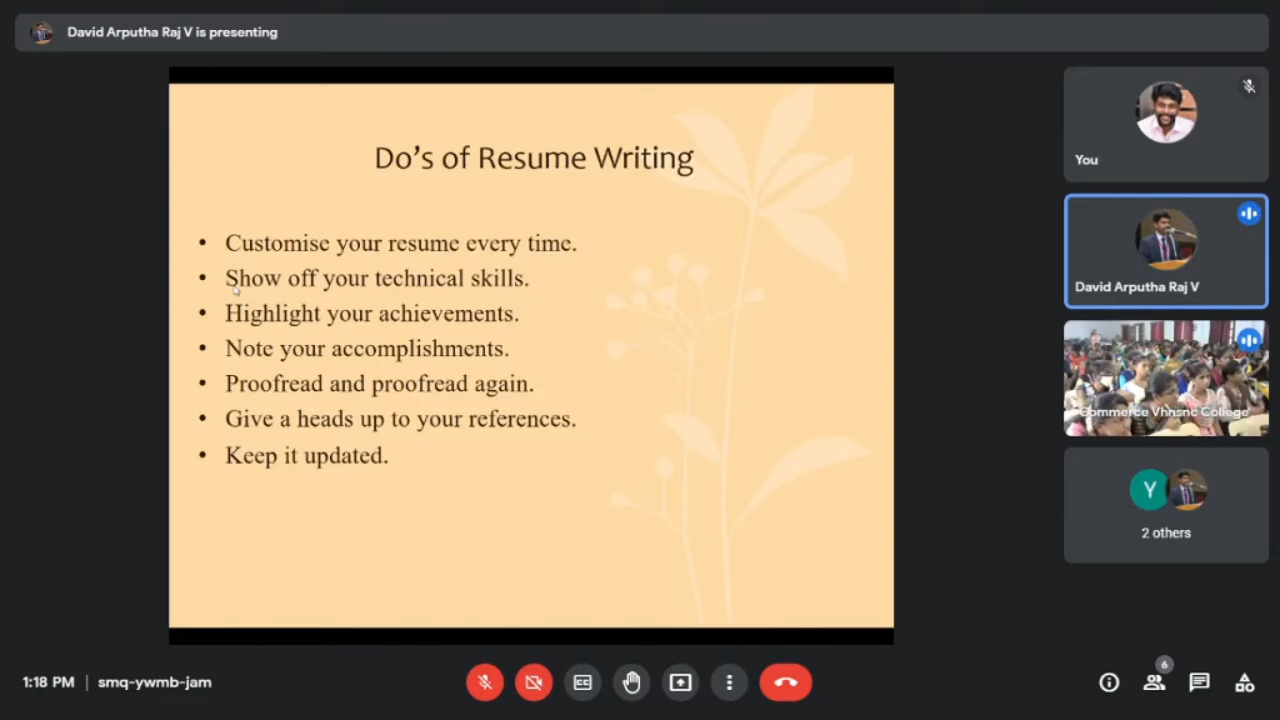 David Arputha Raj V is presenting
Do's of Resume Writing
• Customise your resume every time.
• Show off your technical skills.
• Highlight your achievements.
• Note your accomplishments.
• Proofread and proofread again.
• Give a heads up to your references.
• Keep it updated.
You
David Arputha Raj V
Commerce Vhnsnc College
Y
2 others
1:18 PM | smq-ywmb-jam
CC
6